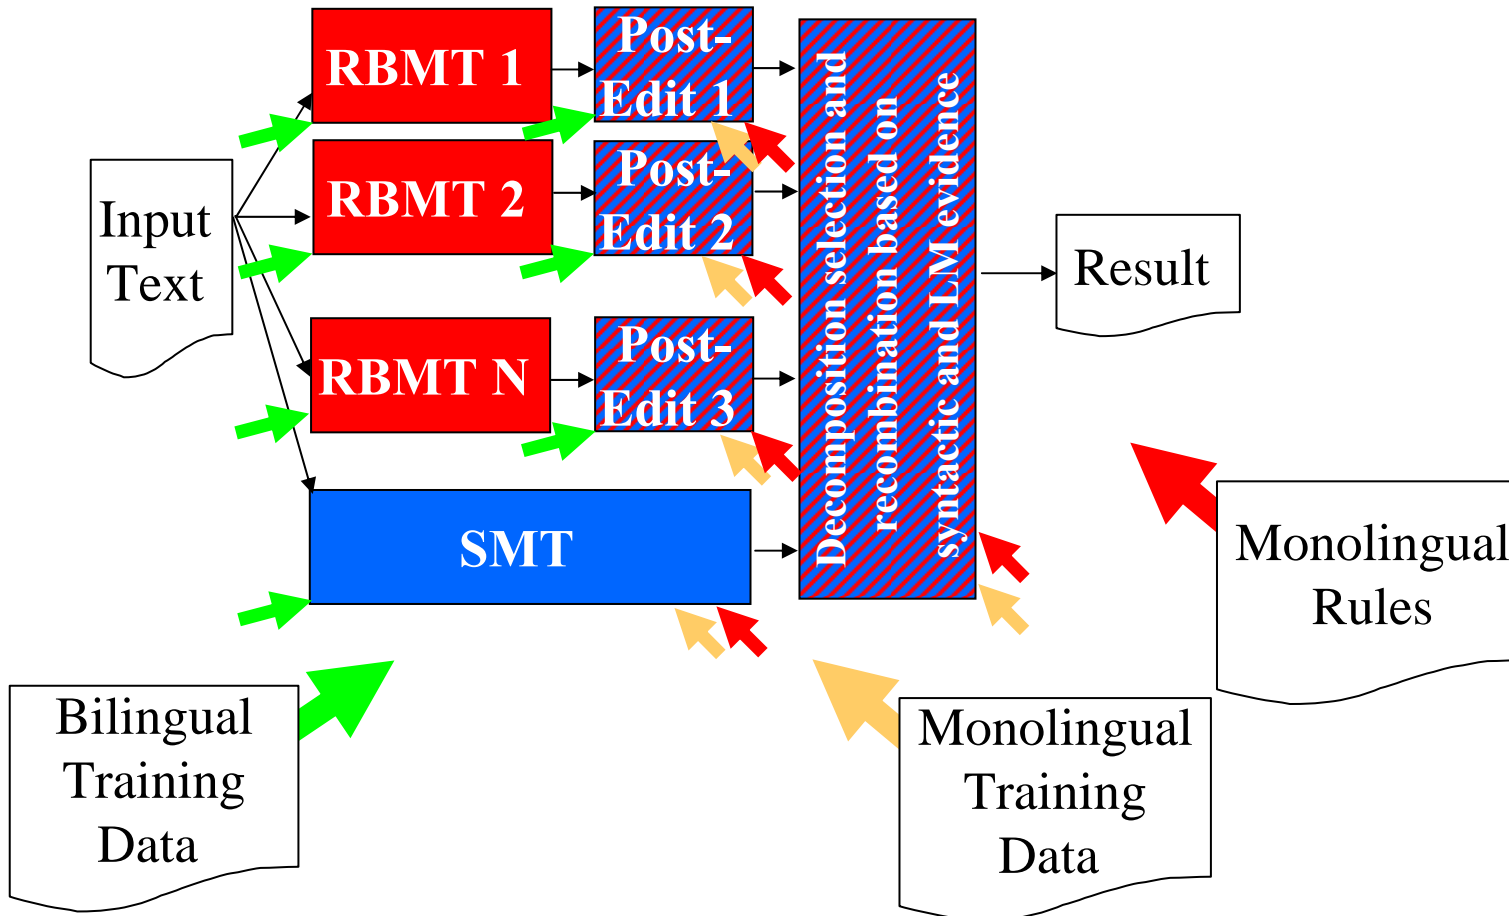 RBMT 1
Post-
Edit 1
RBMT 2
Post-
Edit 2
Input
Text
RBMT N
Post-
Edit 3
SMT
Decomposition selection and
recombination based on
syntactic and LM evidence
Result
Monolingual
Rules
Bilingual
Training
Data
Monolingual
Training
Data